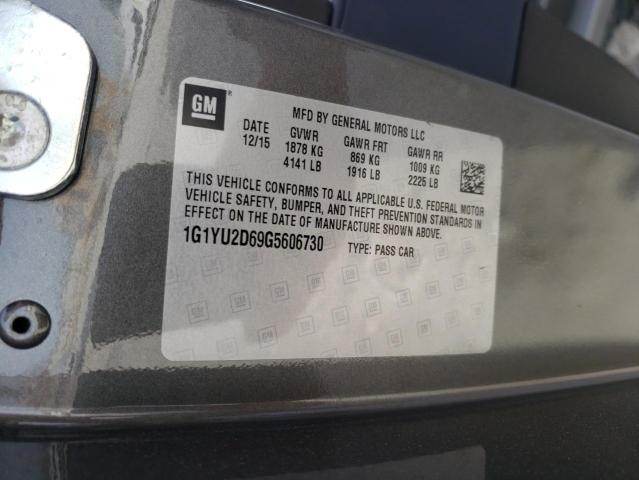 GM
MFD BY GENERAL MOTORS LLC
DATE GVWR GAWR FRT GAWR RR
12/15 1878 KG 869 KG 1009 KG
4141 LB 1916 LB 2225 LB
THIS VEHICLE CONFORMS TO ALL APPLICABLE U.S. FEDERAL MOTOR
VEHICLE SAFETY, BUMPER, AND THEFT PREVENTION STANDARDS IN
EFFECT ON THE DATE OF MANUFACTURE SHOWN ABOVE.
1G1YU2D69G5606730 TYPE: PASS CAR